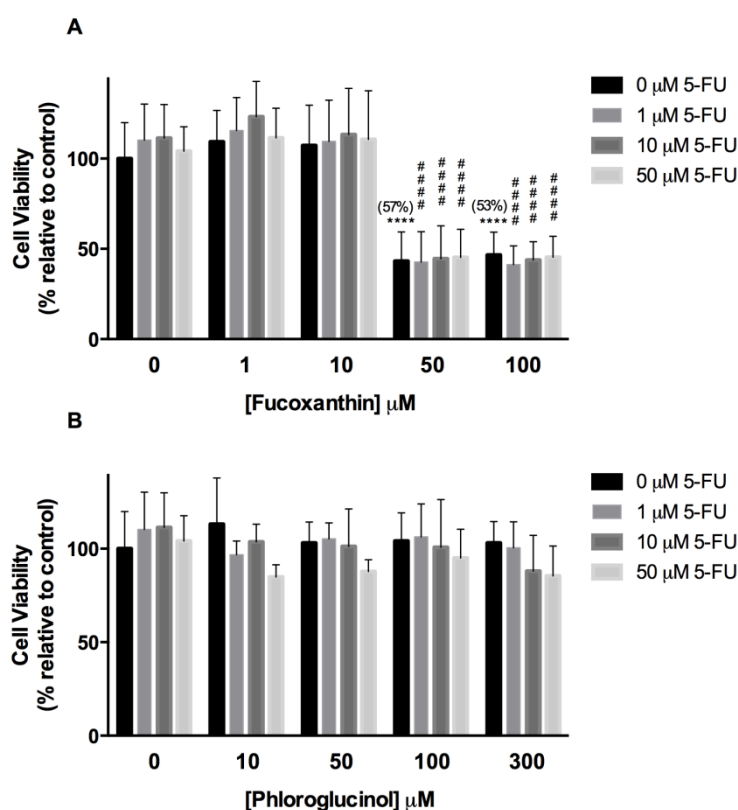 A
Cell Viability
(% relative to control)
100
50
0
(57%)
****
####
####
####
(53%)
****
####
####
####
0 μM 5-FU
1 μM 5-FU
10 μM 5-FU
50 μM 5-FU
0 1 10 50 100
[Fucoxanthin] μM
B
Cell Viability
(% relative to control)
100
50
0
0 μM 5-FU
1 μM 5-FU
10 μM 5-FU
50 μM 5-FU
0 10 50 100 300
[Phloroglucinol] μM